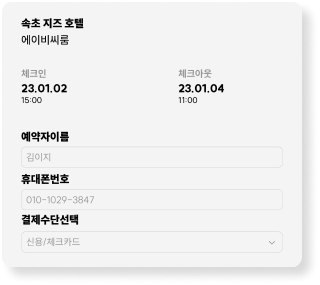 속초 지즈 호텔
에이비씨룸
체크인 체크아웃
23.01.02 23.01.04
15:00 11:00
예약자이름
김이지
휴대폰번호
010-1029-3847
결제수단선택
신용/체크카드